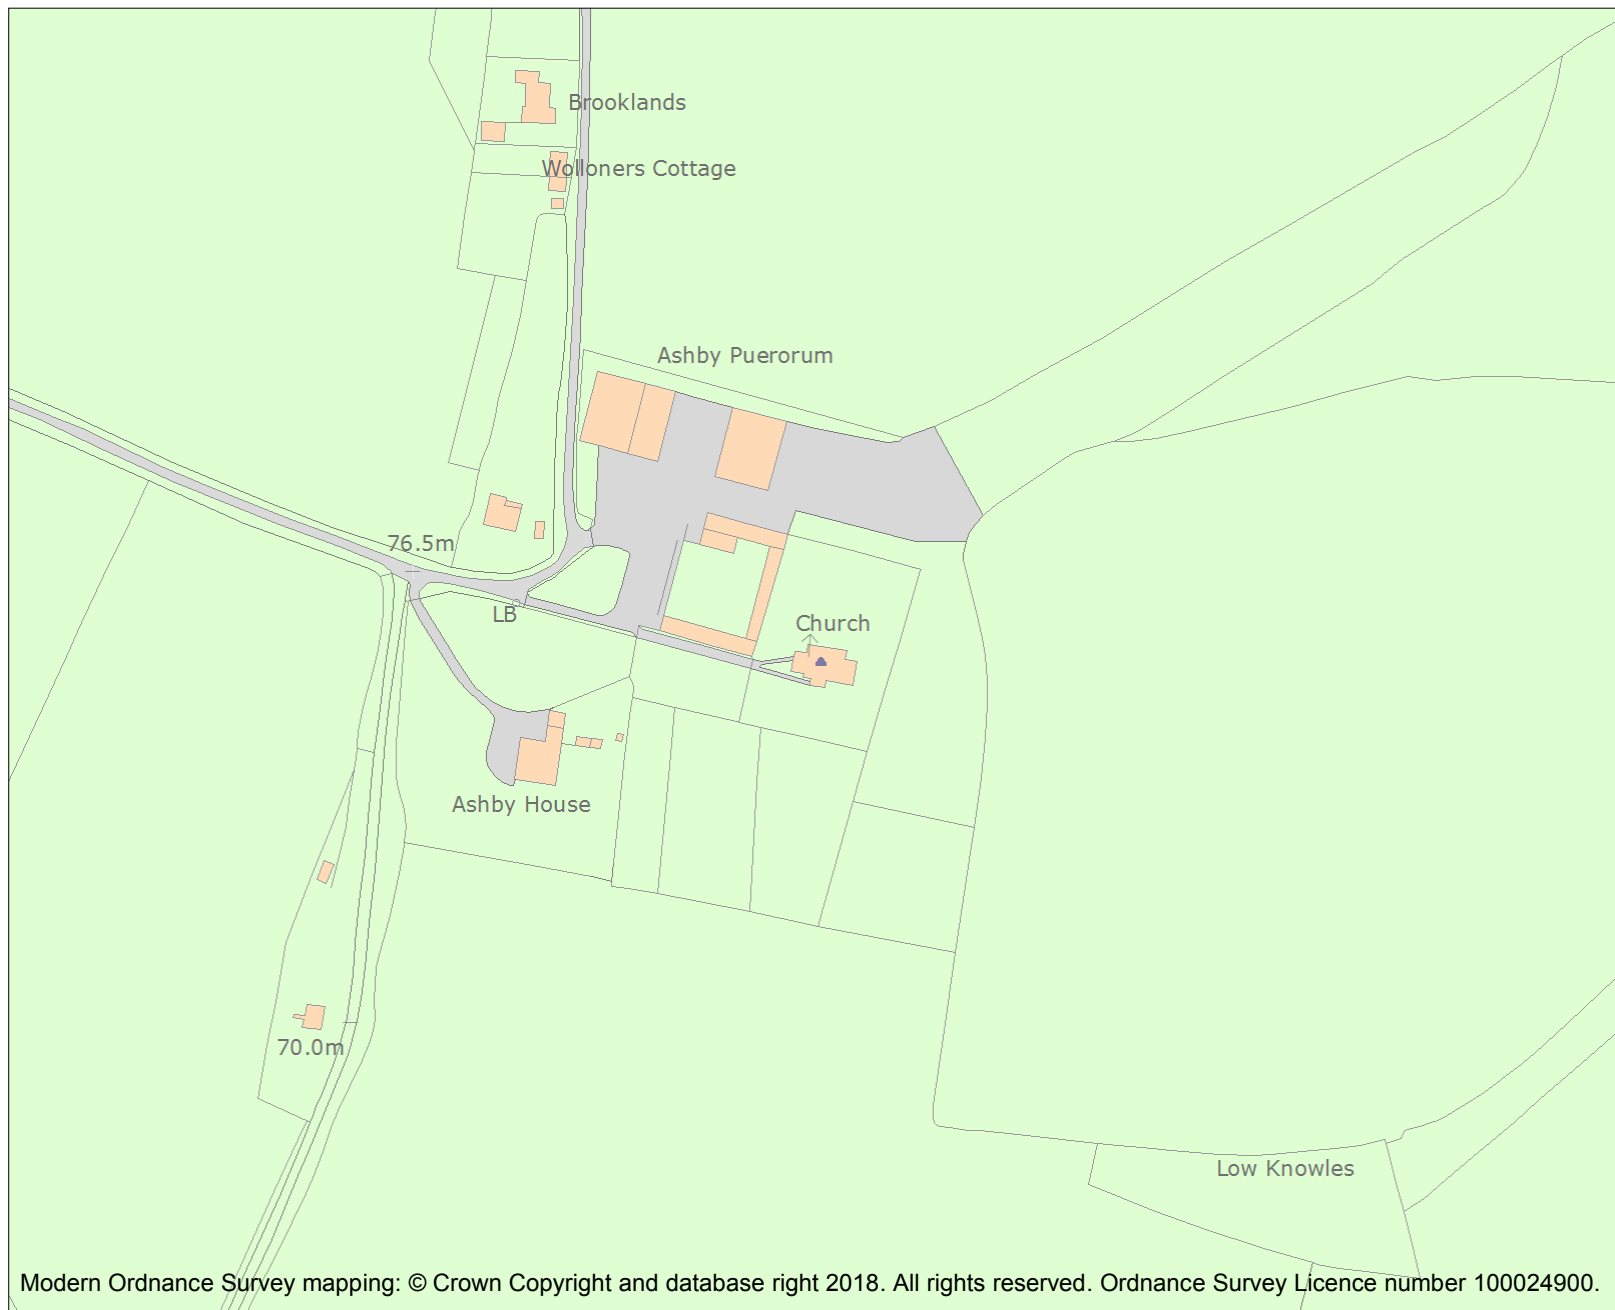 Brooklands
Wolloners Cottage
Ashby Puerorum
76.5m
LB
Church
Ashby House
70.0m
Low Knowles
Modern Ordnance Survey mapping: © Crown Copyright and database right 2018. All rights reserved. Ordnance Survey Licence number 100024900.